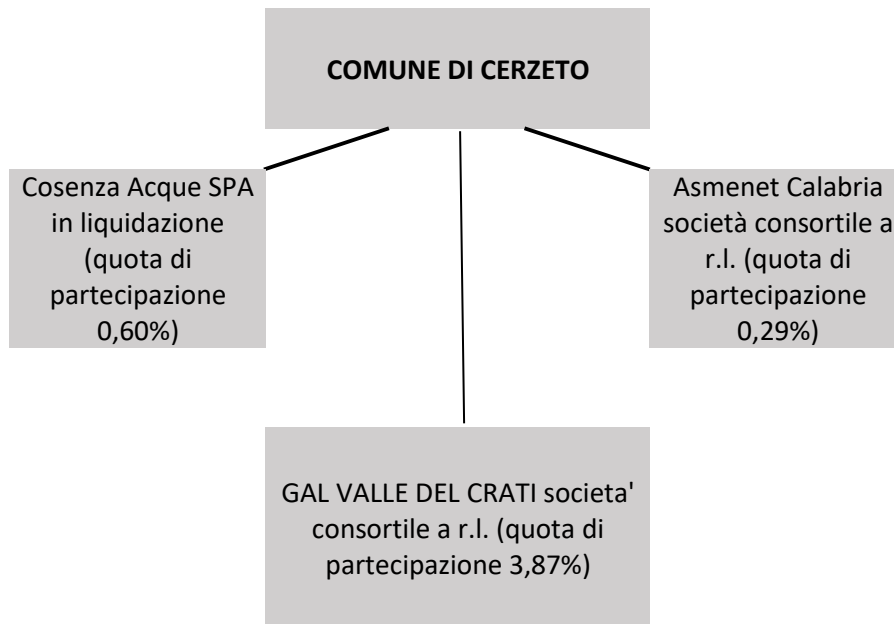 COMUNE DI CERZETO
Cosenza Acque SPA
in liquidazione
(quota di
partecipazione
0,60%)
Asmenet Calabria
società consortile a
r.l. (quota di
partecipazione
0,29%)
GAL VALLE DEL CRATI societa'
consortile a r.l. (quota di
partecipazione 3,87%)